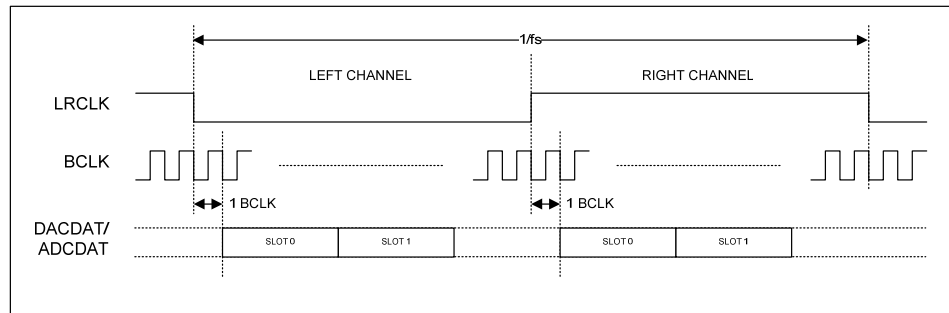 1/fs
LEFT CHANNEL
RIGHT CHANNEL
LRCLK
BCLK
1 BCLK
1 BCLK
DACDAT/
ADCDAT
SLOT 0
SLOT 1
SLOT 0
SLOT 1